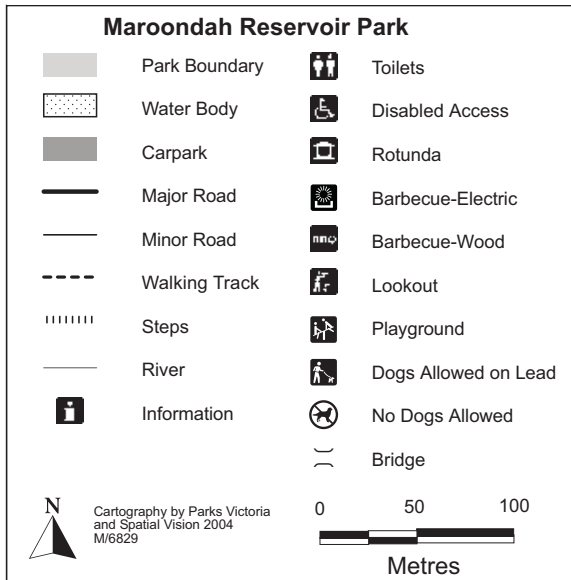 Maroondah Reservoir Park
Park Boundary
Water Body
Carpark
Major Road
Minor Road
Walking Track
Steps
River
Information
Toilets
Disabled Access
Rotunda
Barbecue-Electric
Barbecue-Wood
Lookout
Playground
Dogs Allowed on Lead
No Dogs Allowed
Bridge
N
Cartography by Parks Victoria
and Spatial Vision 2004
M/6829
0 50 100
Metres